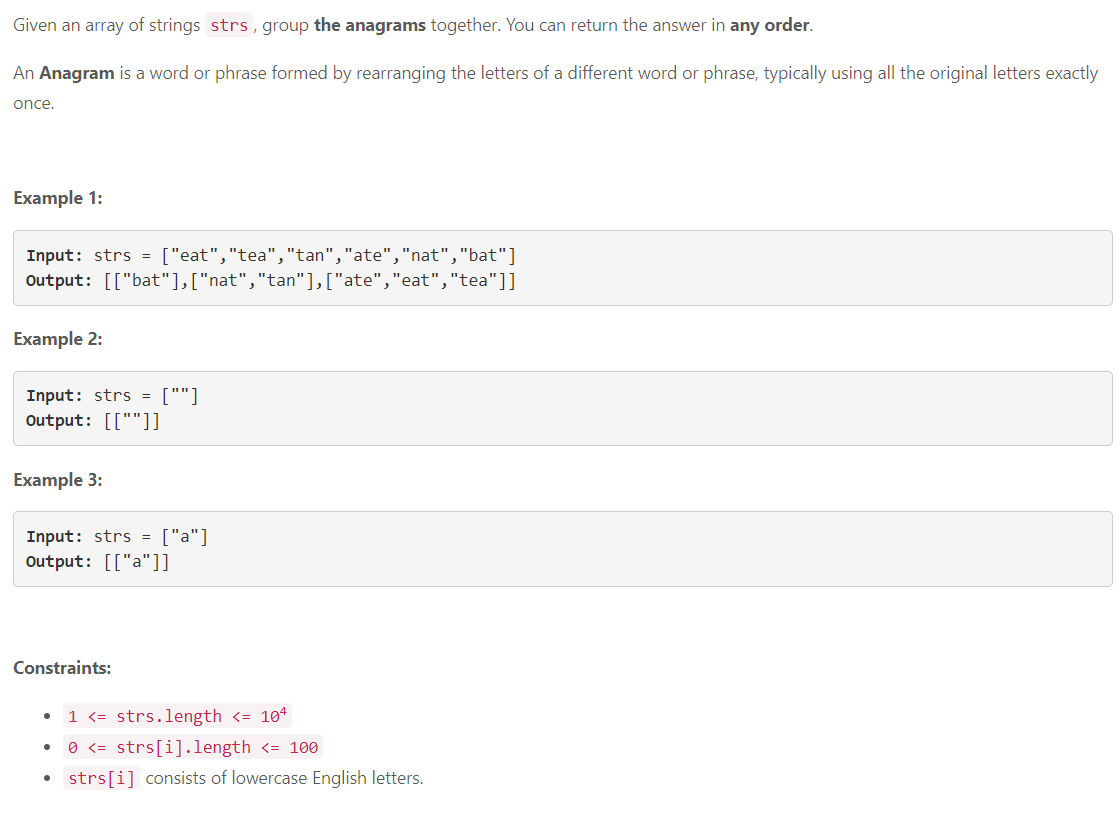 Given an array of strings strs, group the anagrams together. You can return the answer in any order.
An Anagram is a word or phrase formed by rearranging the letters of a different word or phrase, typically using all the original letters exactly
once.
Example 1:
Input: strs = ["eat","tea","tan","ate","nat","bat"]
Output: [["bat"],["nat","tan"],["ate","eat","tea"]]
Example 2:
Input: strs = [""]
Output: [[""]]
Example 3:
Input: strs = ["a"]
Output: [["a"]]
Constraints:
• 1 <= strs.length <= 10⁴
• 0 <= strs[i].length <= 100
• strs[i] consists of lowercase English letters.